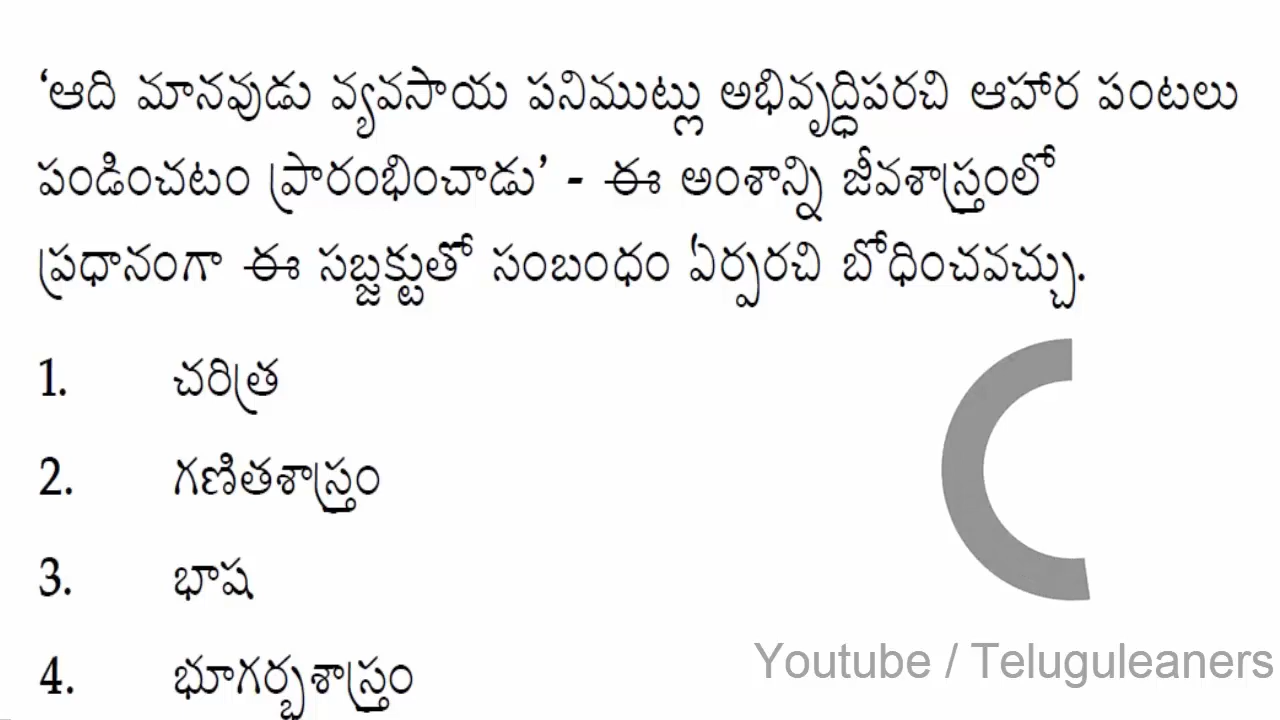 ‘ఆది మానవుడు వ్యవసాయ పనిముట్లు అభివృద్ధిపరచి ఆహార పంటలు
పండించటం ప్రారంభించాడు’ - ఈ అంశాన్ని జీవశాస్త్రంలో
ప్రధానంగా ఈ సబ్జక్టుతో సంబంధం ఏర్పరచి బోధించవచ్చు.
1. చరిత్ర
2. గణితశాస్త్రం
3. భాష
4. భూగర్భశాస్త్రం
Youtube / Teluguleaners